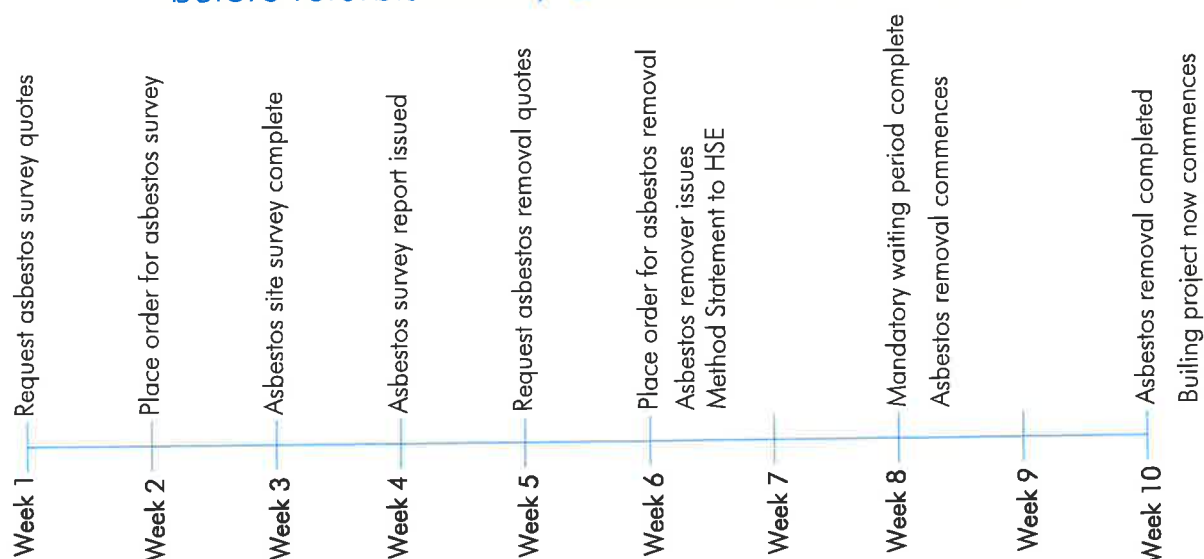 Week 1
Request asbestos survey quotes
Week 2
Place order for asbestos survey
Week 3
Asbestos site survey complete
Week 4
Asbestos survey report issued
Week 5
Request asbestos removal quotes
Week 6
Place order for asbestos removal
Asbestos remover issues
Method Statement to HSE
Week 7
Week 8
Mandatory waiting period complete
Asbestos removal commences
Week 9
Week 10
Asbestos removal completed
Builing project now commences